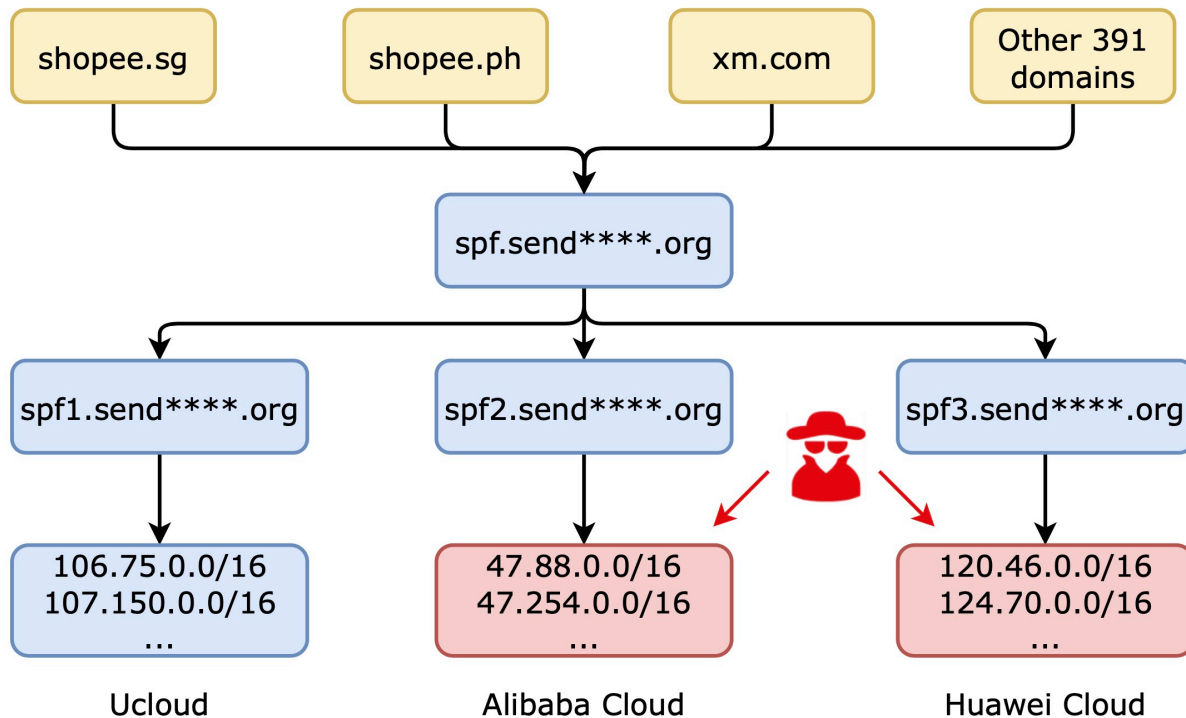 shopee.sg
shopee.ph
xm.com
Other 391
domains
spf.send****.org
spf1.send****.org
spf2.send****.org
spf3.send****.org
106.75.0.0/16
107.150.0.0/16
...
47.88.0.0/16
47.254.0.0/16
...
120.46.0.0/16
124.70.0.0/16
...
Ucloud
Alibaba Cloud
Huawei Cloud